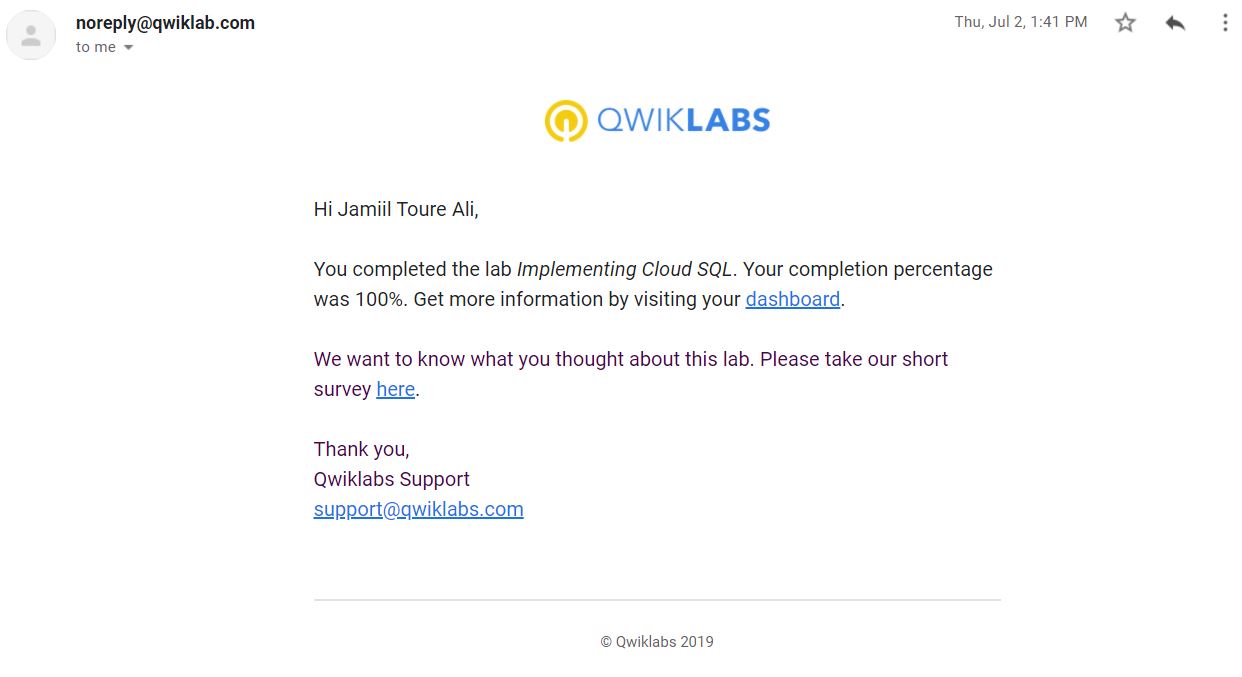 noreply@qwiklab.com
Thu, Jul 2, 1:41 PM
to me
QWIKLABS
Hi Jamiil Toure Ali,
You completed the lab Implementing Cloud SQL. Your completion percentage
was 100%. Get more information by visiting your dashboard.
We want to know what you thought about this lab. Please take our short
survey here.
Thank you,
Qwiklabs Support
support@qwiklabs.com
© Qwiklabs 2019